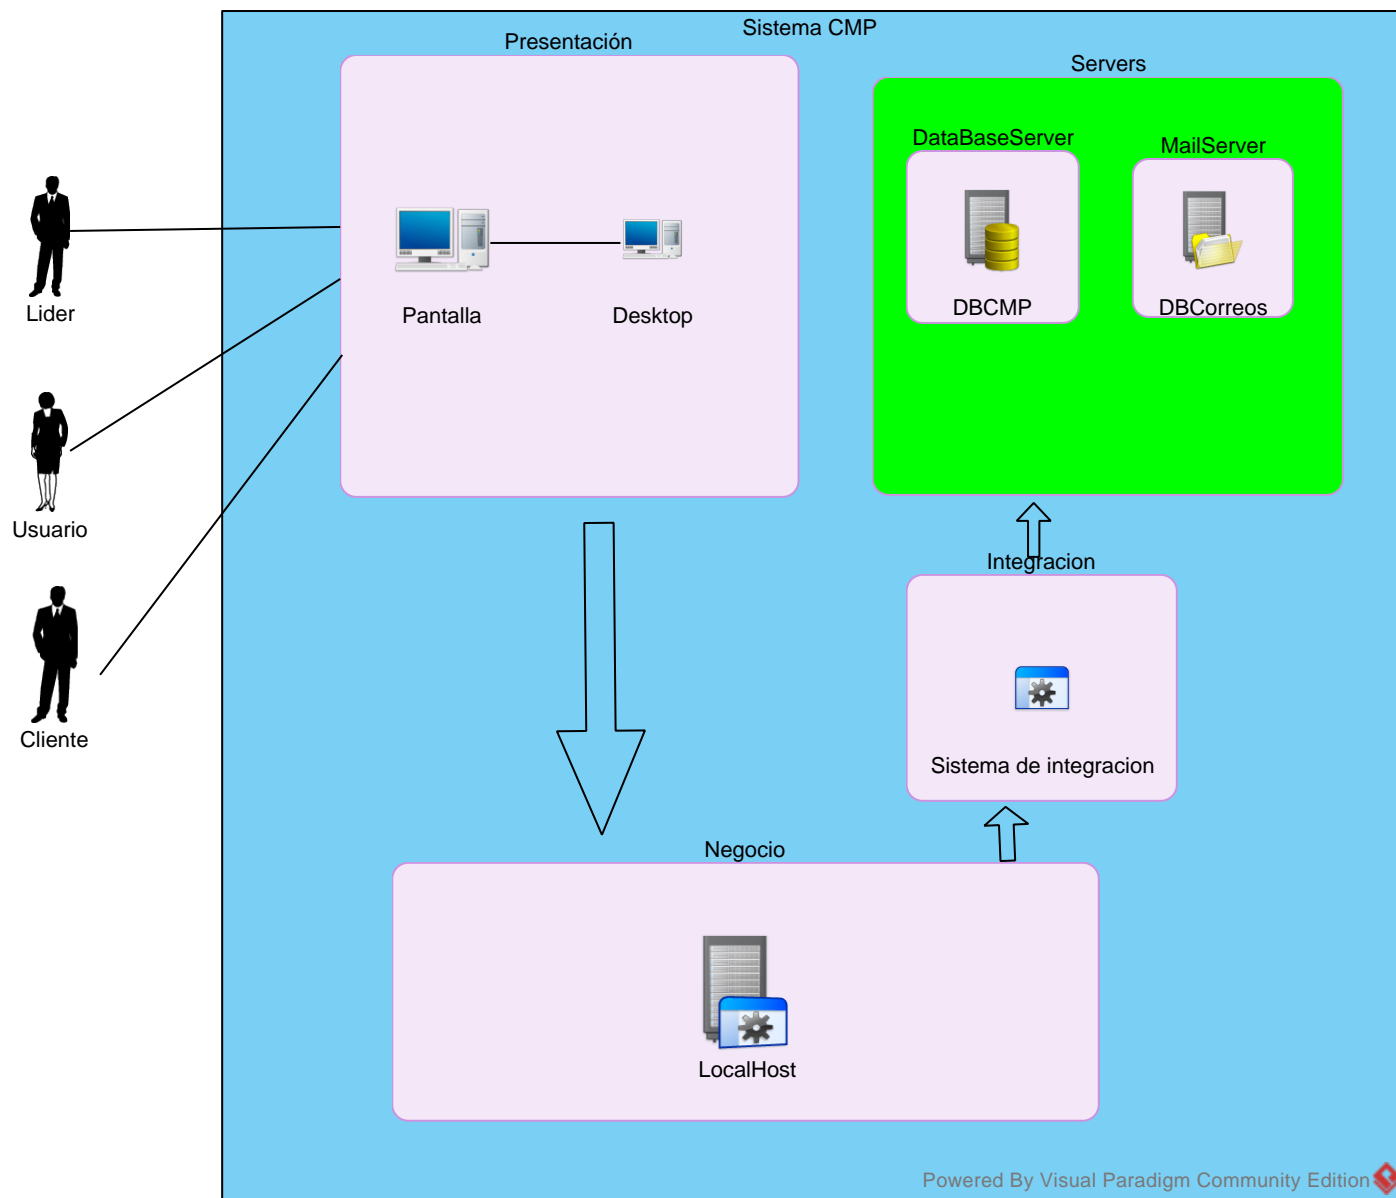 Sistema CMP
Presentación
Servers
DataBaseServer
MailServer
Lider
Pantalla
Desktop
DBCMP
DBCorreos
Usuario
Integracion
Cliente
Sistema de integracion
Negocio
LocalHost
Powered By Visual Paradigm Community Edition